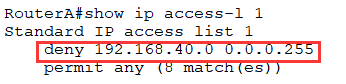 RouterA#show ip access-l 1
Standard IP access list 1
deny 192.168.40.0 0.0.0.255
permit any (8 match(es))